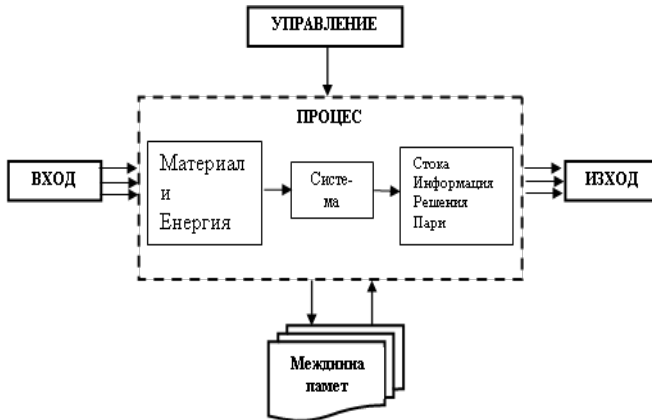 УПРАВЛЕНИЕ
ПРОЦЕС
ВХОД
Материал
и
Енергия
Систе-
ма
Стока
Информация
Решения
Пари
ИЗХОД
Междинна
памет